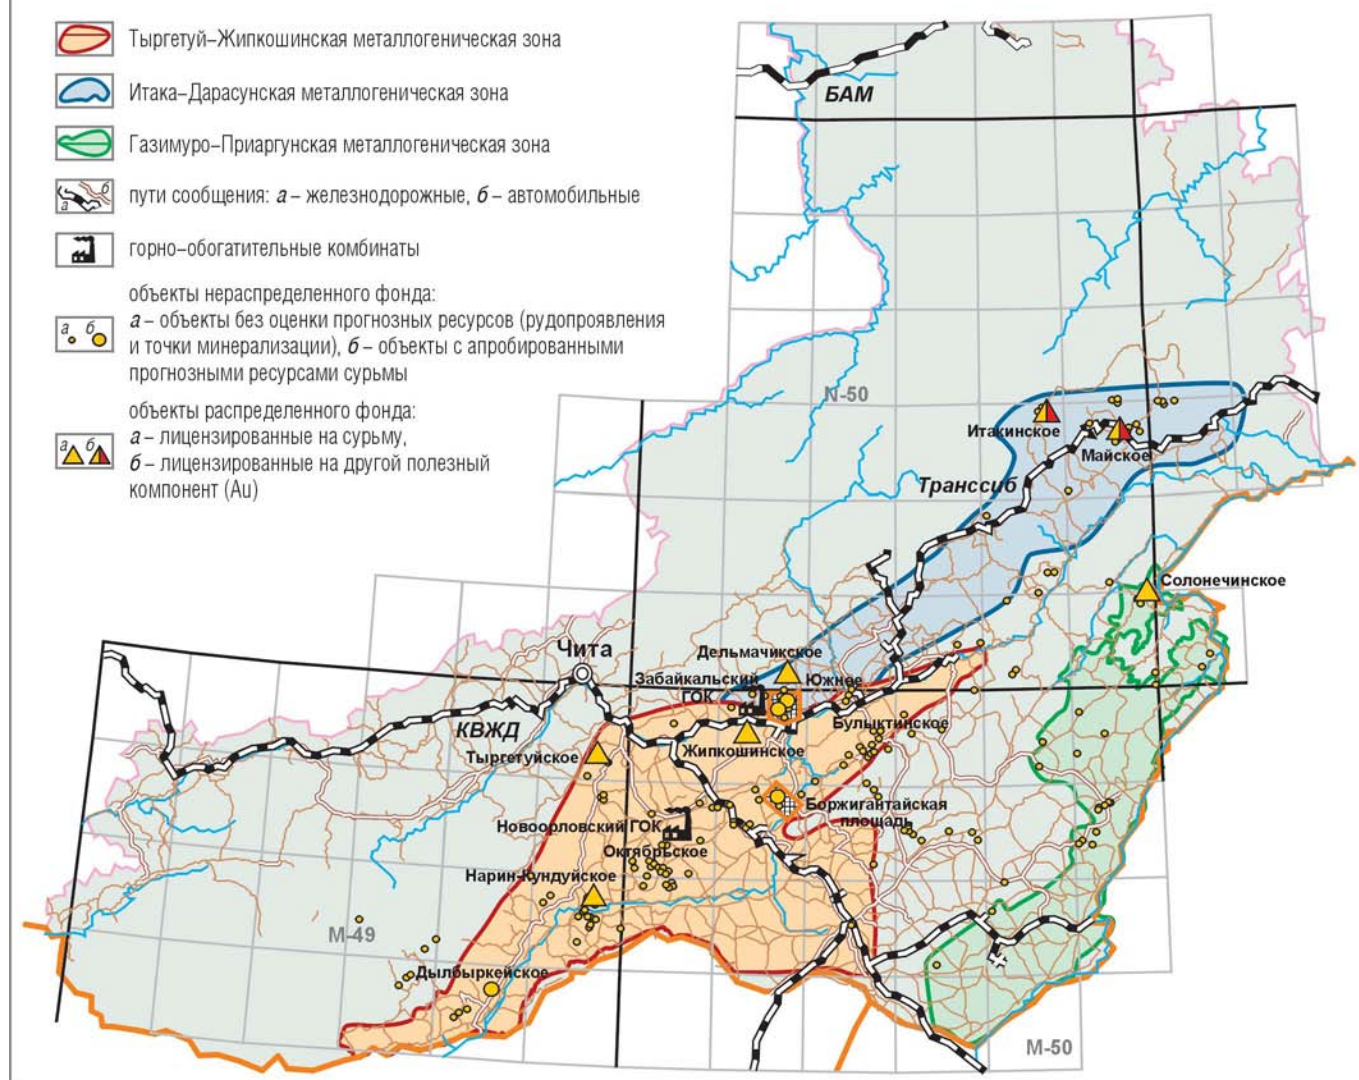 Тыргетуй–Жипкошинская металлогеническая зона
Итака–Дарасунская металлогеническая зона
Газимуро–Приаргунская металлогеническая зона
а б
пути сообщения: а – железнодорожные, б – автомобильные
горно–обогатительные комбинаты
объекты нераспределенного фонда:
а б
а – объекты без оценки прогнозных ресурсов (рудопроявления
и точки минерализации), б – объекты с апробированными
прогнозными ресурсами сурьмы
объекты распределенного фонда:
а б
а – лицензированные на сурьму,
б – лицензированные на другой полезный
компонент (Au)
БАМ
N-50
Итакинское
Майское
Транссиб
Солонечинское
Чита
Дельмачикское
Забайкальский
ГОК
Южное
КВЖД
Булыктинское
Жипкошинское
Тыргетуйское
Боржигантайская
площадь
Новоорловский ГОК
Октябрьское
Нарин-Кундуйское
М-49
Дылбыркейское
М-50